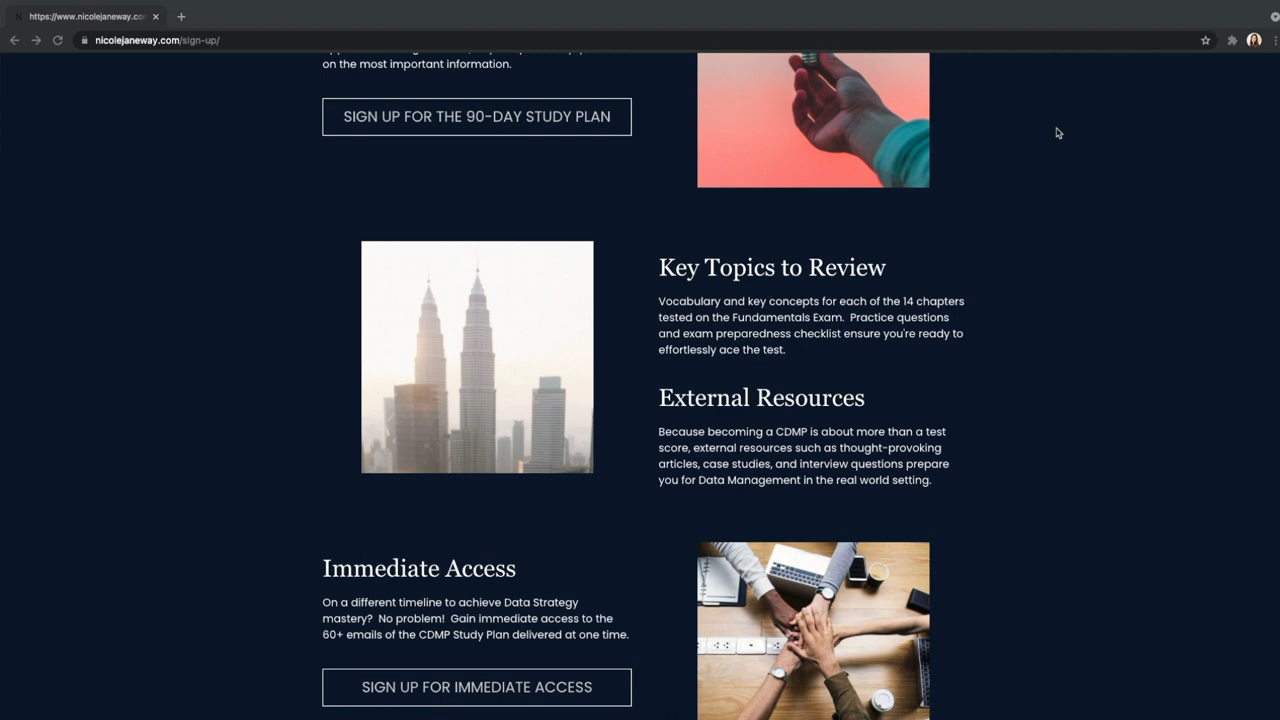 https://www.nicolejaneway.co
nicolejaneway.com/sign-up/
on the most important information.
SIGN UP FOR THE 90-DAY STUDY PLAN
Key Topics to Review
Vocabulary and key concepts for each of the 14 chapters
tested on the Fundamentals Exam. Practice questions
and exam preparedness checklist ensure you're ready to
effortlessly ace the test.
External Resources
Because becoming a CDMP is about more than a test
score, external resources such as thought-provoking
articles, case studies, and interview questions prepare
you for Data Management in the real world setting.
Immediate Access
On a different timeline to achieve Data Strategy
mastery? No problem! Gain immediate access to the
60+ emails of the CDMP Study Plan delivered at one time.
SIGN UP FOR IMMEDIATE ACCESS